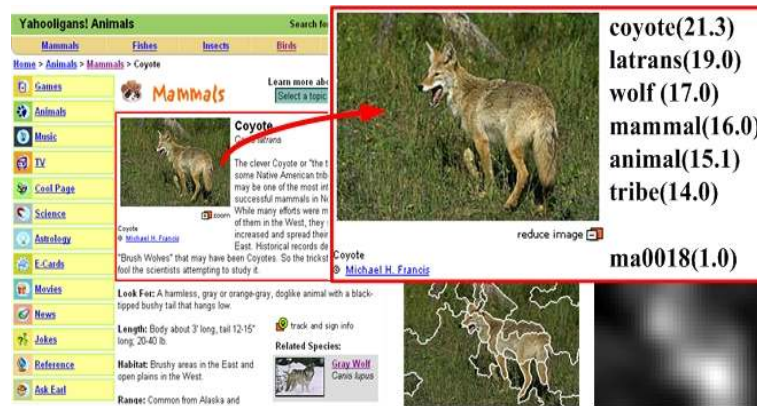 Yahooligans! Animals
Search for
Mammals Fishes Insects Birds
Home > Animals > Mammals > Coyote
Games
Animals
Music
TV
Cool Page
Science
Astrology
E-Cards
Movies
News
Jokes
Reference
Ask Earl
Mammals
Learn more abo
Select a topic
Coyote
Canis latrans
The clever Coyote or "the t
some Native American trib
may be one of the most int
successful mammals in No
While many efforts were m
of them in the West, they
increased and spread their
East. Historical records de
"Brush Wolves" that may have been Coyotes. So the trickst
fool the scientists attempting to study it.
zoom
Coyote
Michael H. Francis
Look For: A harmless, gray or orange-gray, doglike animal with a black-
tipped bushy tail that hangs low.
Length: Body about 3' long, tail 12-15"
long; 20-40 lb.
Habitat: Brushy areas in the East and
open plains in the West.
Range: Common from Alaska and
track and sign info
Related Species:
Gray Wolf
Canis lupus
reduce image
Coyote
Michael H. Francis
coyote(21.3)
latrans(19.0)
wolf (17.0)
mammal(16.0)
animal(15.1)
tribe(14.0)
ma0018(1.0)